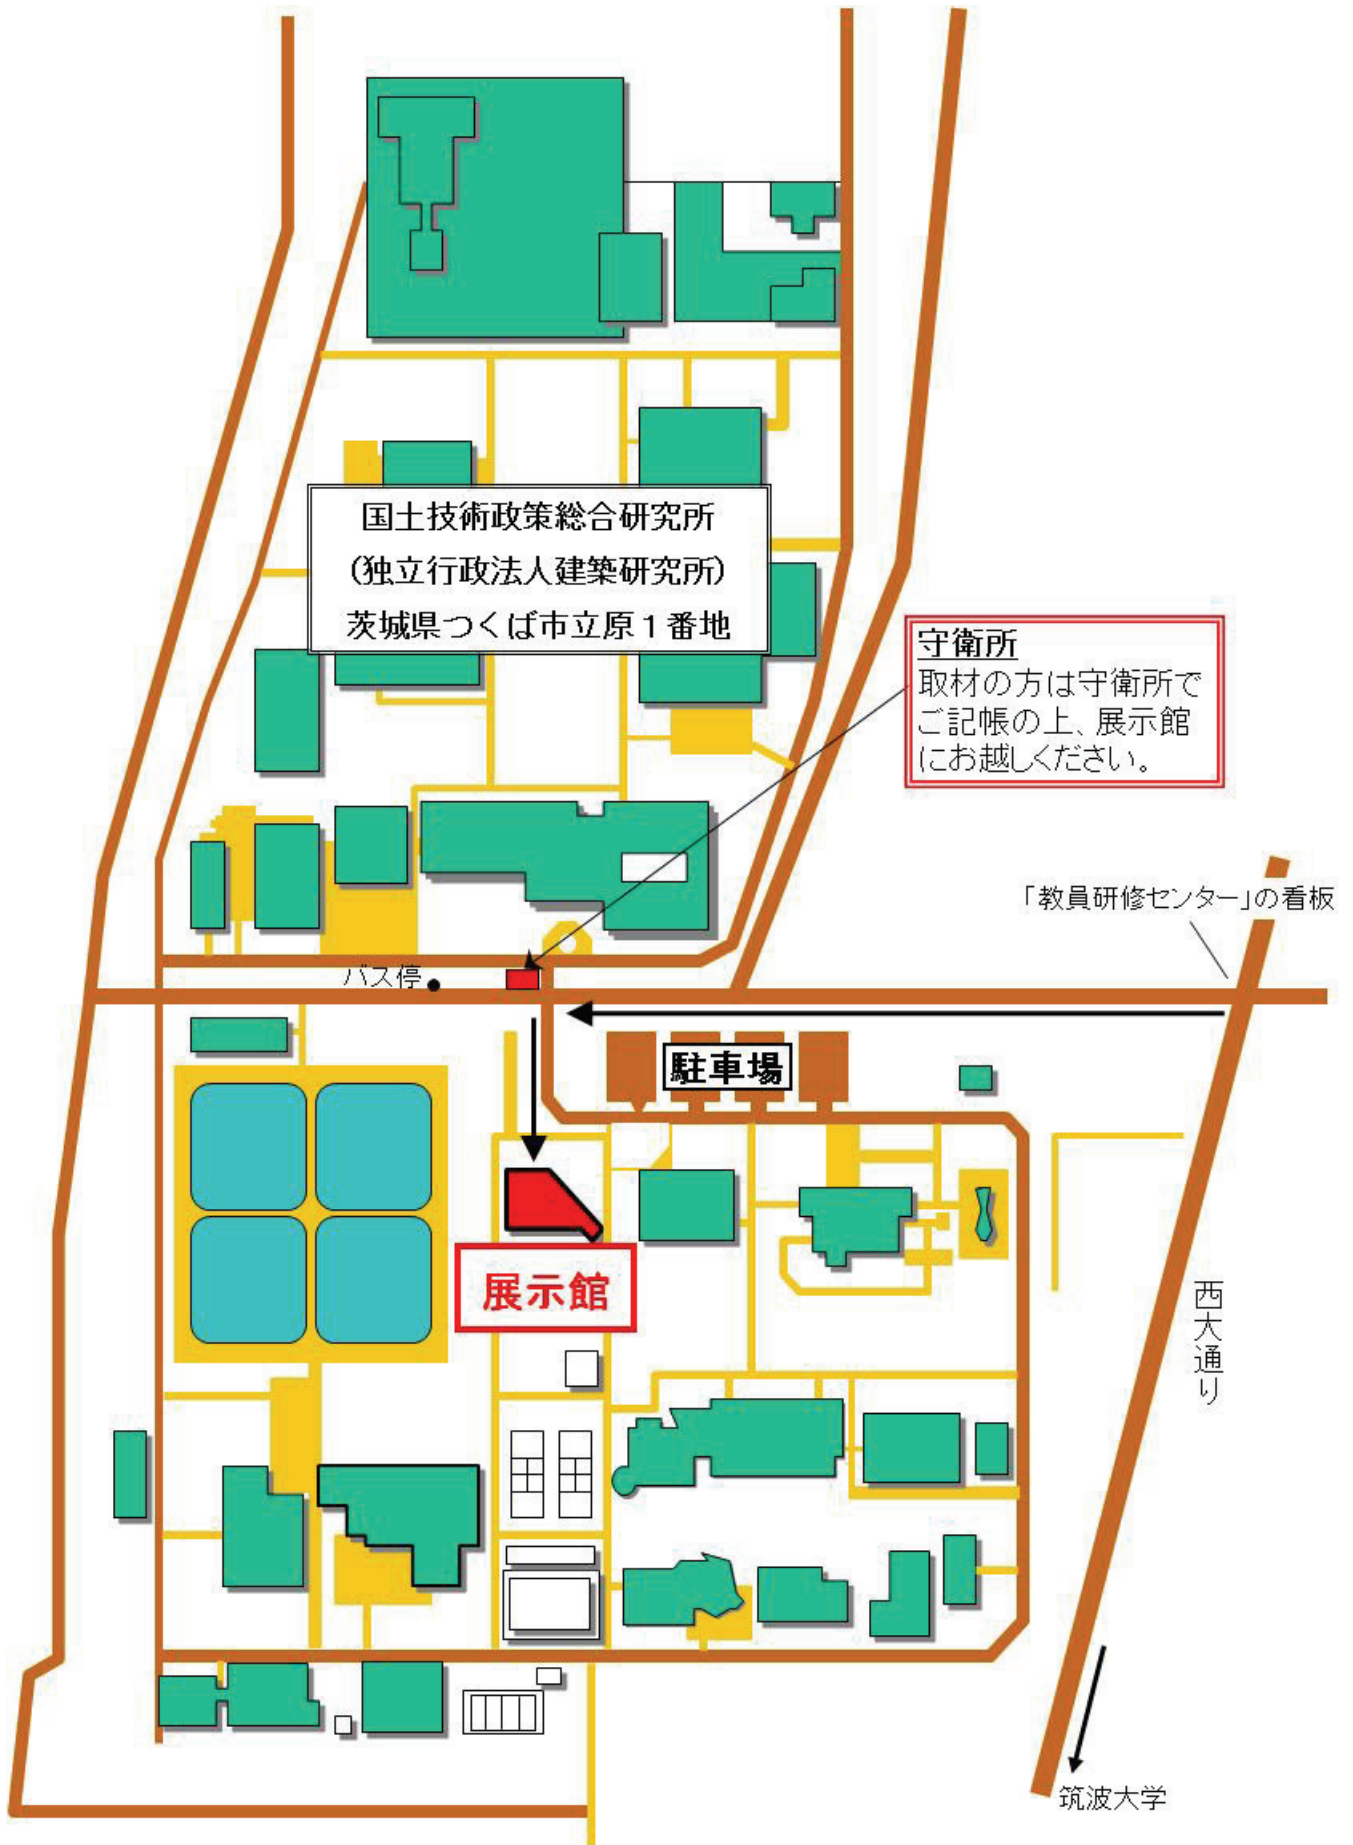 国土技術政策総合研究所
(独立行政法人建築研究所)
茨城県つくば市立原１番地
守衛所
取材の方は守衛所で
ご記帳の上、展示館
にお越しください。
「教員研修センター」の看板
バス停
駐車場
展示館
西大通り
筑波大学